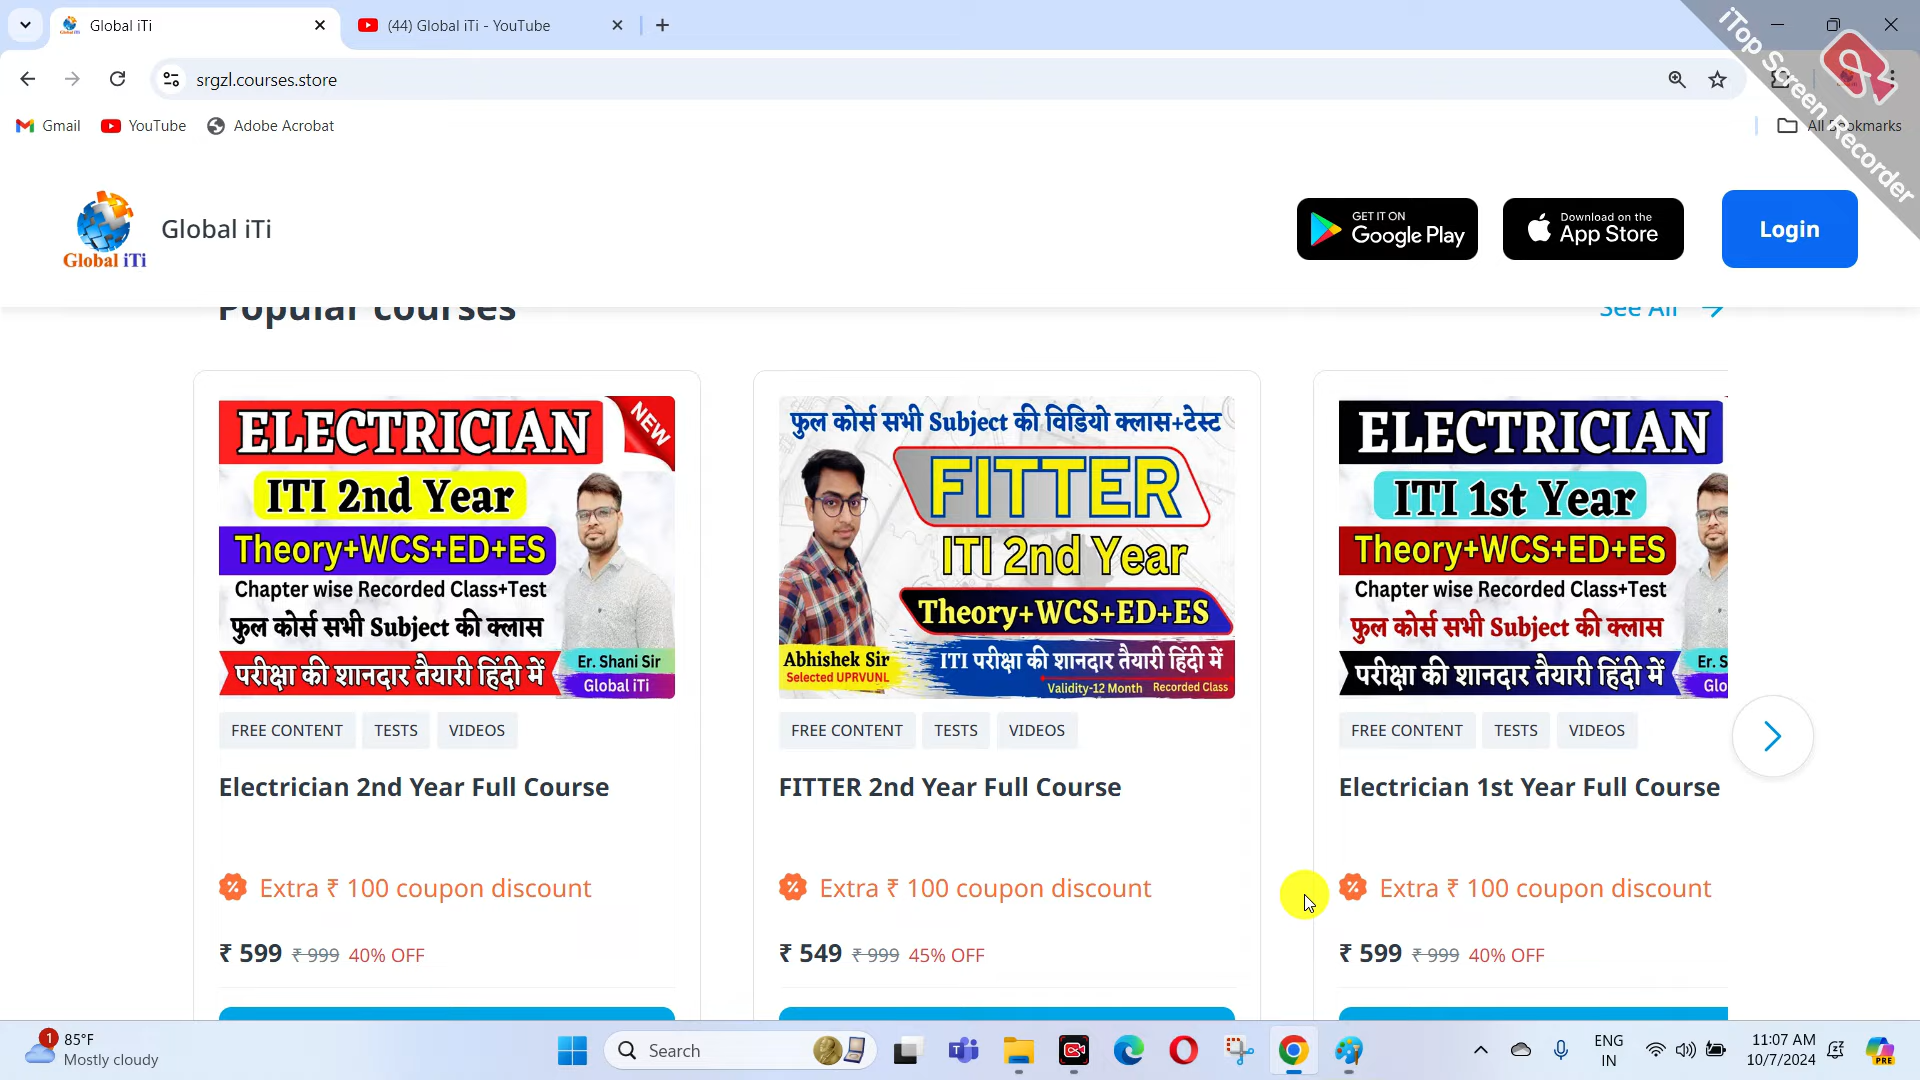 Global iTi
(44) Global iTi - YouTube
iTop Screen Recorder
srgzl.courses.store
Gmail
YouTube
Adobe Acrobat
Global iTi
Global iTi
GET IT ON
Google Play
Download on the
App Store
Login
Popular courses
See All
ELECTRICIAN
NEW
ITI 2nd Year
Theory+WCS+ED+ES
Chapter wise Recorded Class+Test
फुल कोर्स सभी Subject की क्लास
परीक्षा की शानदार तैयारी हिंदी में
Er. Shani Sir
Global iTi
FREE CONTENT
TESTS
VIDEOS
Electrician 2nd Year Full Course
Extra ₹ 100 coupon discount
₹ 599 ₹ 999 40% OFF
फुल कोर्स सभी Subject की विडियो क्लास+टेस्ट
FITTER
ITI 2nd Year
Theory+WCS+ED+ES
Abhishek Sir
Selected UPRVUNL
ITI परीक्षा की शानदार तैयारी हिंदी में
Validity-12 Month Recorded Class
FREE CONTENT
TESTS
VIDEOS
FITTER 2nd Year Full Course
Extra ₹ 100 coupon discount
₹ 549 ₹ 999 45% OFF
ELECTRICIAN
ITI 1st Year
Theory+WCS+ED+ES
Chapter wise Recorded Class+Test
फुल कोर्स सभी Subject की क्लास
परीक्षा की शानदार तैयारी हिंदी में
Er. S
Glo
FREE CONTENT
TESTS
VIDEOS
Electrician 1st Year Full Course
Extra ₹ 100 coupon discount
₹ 599 ₹ 999 40% OFF
1
85°F
Mostly cloudy
Search
ENG
IN
11:07 AM
10/7/2024
PRE